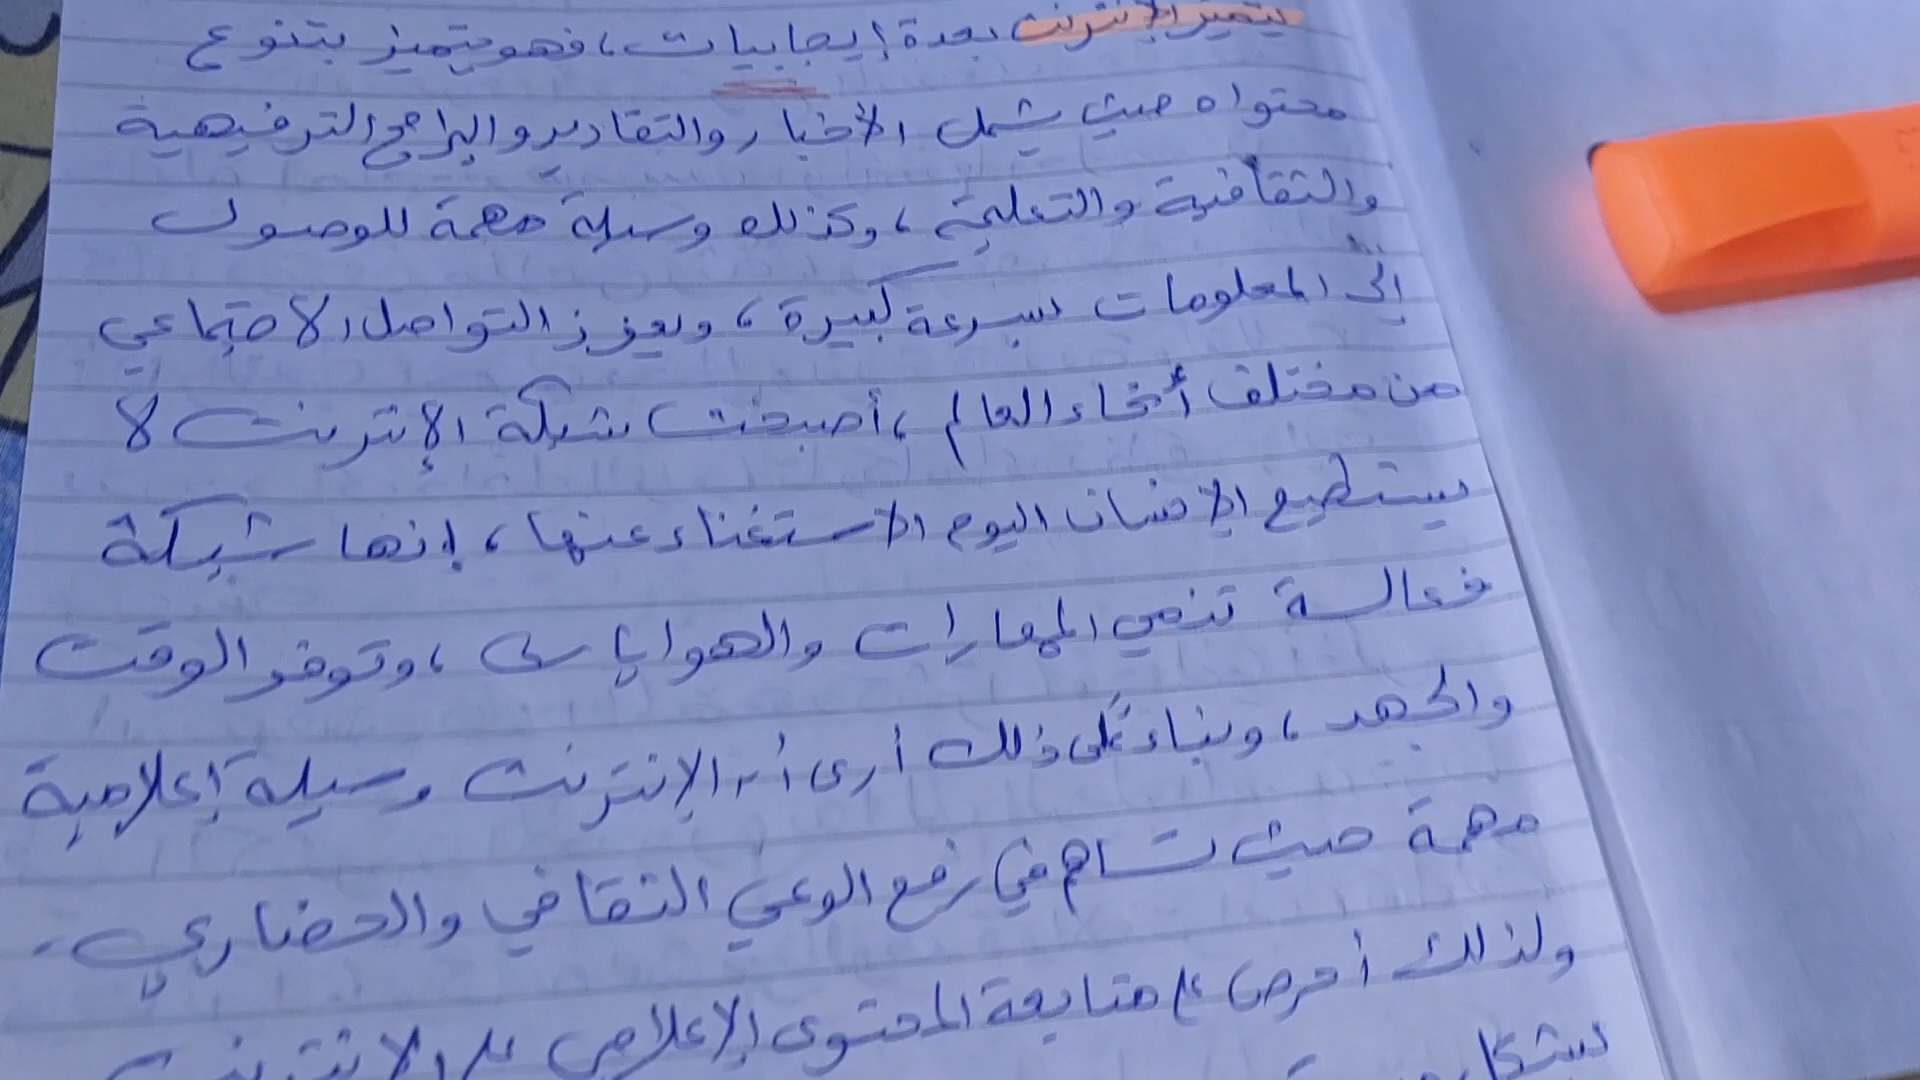 يتميز الإنترنت بعدة إيجابيات، فهو يتميز بتنوع
محتواه حيث يشمل الأخبار والتقارير والبرامج الترفيهية
والثقافية والتعليمية، وكذلك وسيلة مهمة للوصول
إلى المعلومات بسرعة كبيرة، ويعزز التواصل الاجتماعي
من مختلف أنحاء العالم، أصبحت شبكة الإنترنت لا
يستطيع الإنسان اليوم الاستغناء عنها، إنها شبكة
فعالة تنمي المهارات والهوايات، وتوفر الوقت
والجهد، وبناء على ذلك أرى أن الإنترنت وسيلة إعلامية
مهمة حيث تساهم في رفع الوعي الثقافي والحضاري.
ولذلك أحرص على متابعة المحتوى الإعلامي على الانترنت
بشكل